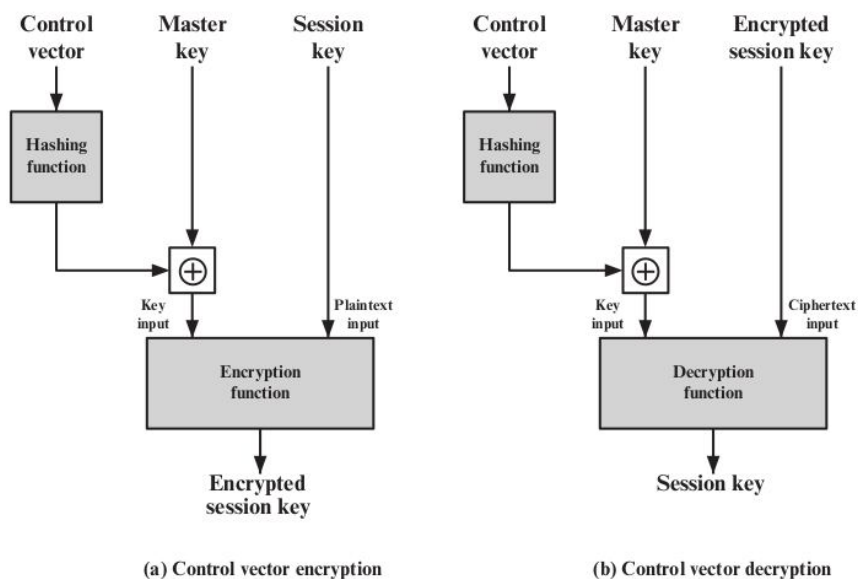 Control
vector
Master
key
Session
key
Hashing
function
Key
input
Plaintext
input
Encryption
function
Encrypted
session key
(a) Control vector encryption
Control
vector
Master
key
Encrypted
session key
Hashing
function
Key
input
Ciphertext
input
Decryption
function
Session key
(b) Control vector decryption